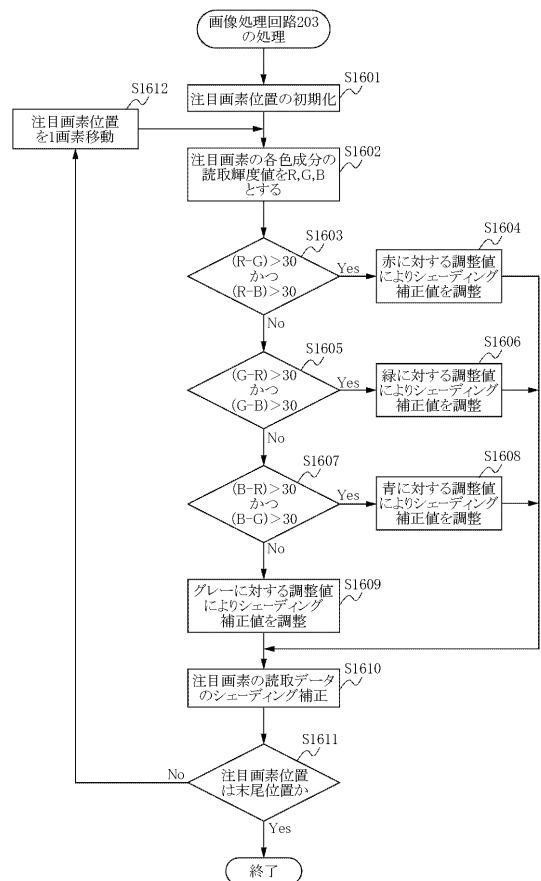 画像処理回路203
の処理
S1601
注目画素位置の初期化
S1612
注目画素位置
を1画素移動
S1602
注目画素の各色成分の
読取輝度値をR,G,B
とする
S1603
(R-G)>30
かつ
(R-B)>30
Yes
No
S1604
赤に対する調整値
によりシェーディング
補正値を調整
S1605
(G-R)>30
かつ
(G-B)>30
Yes
No
S1606
緑に対する調整値
によりシェーディング
補正値を調整
S1607
(B-R)>30
かつ
(B-G)>30
Yes
No
S1608
青に対する調整値
によりシェーディング
補正値を調整
S1609
グレーに対する調整値
によりシェーディング
補正値を調整
S1610
注目画素の読取データ
のシェーディング補正
S1611
注目画素位置
は末尾位置か
No
Yes
終了